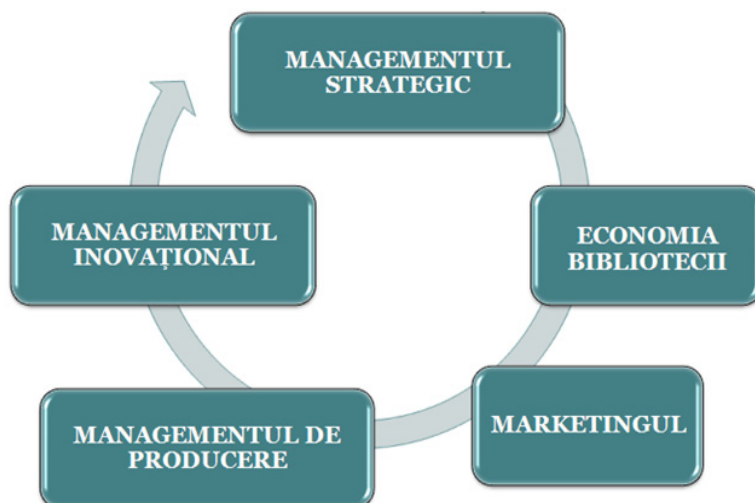 MANAGEMENTUL
STRATEGIC
ECONOMIA
BIBLIOTECII
MARKETINGUL
MANAGEMENTUL DE
PRODUCERE
MANAGEMENTUL
INOVAȚIONAL